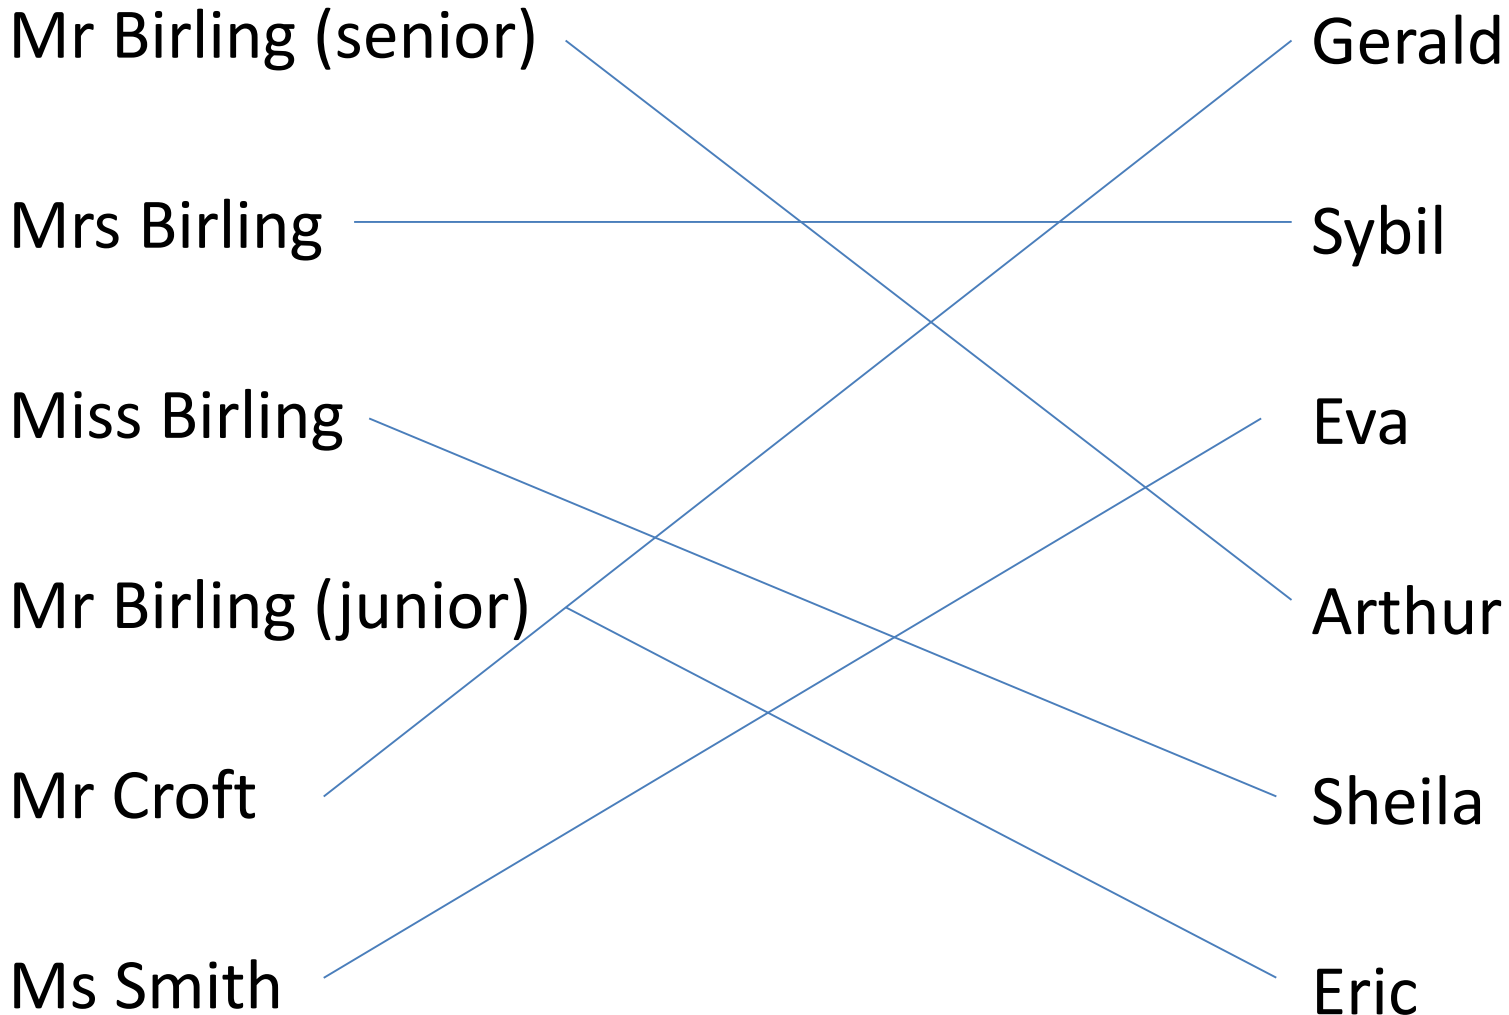 Mr Birling (senior)
Gerald
Mrs Birling
Sybil
Miss Birling
Eva
Mr Birling (junior)
Arthur
Mr Croft
Sheila
Ms Smith
Eric